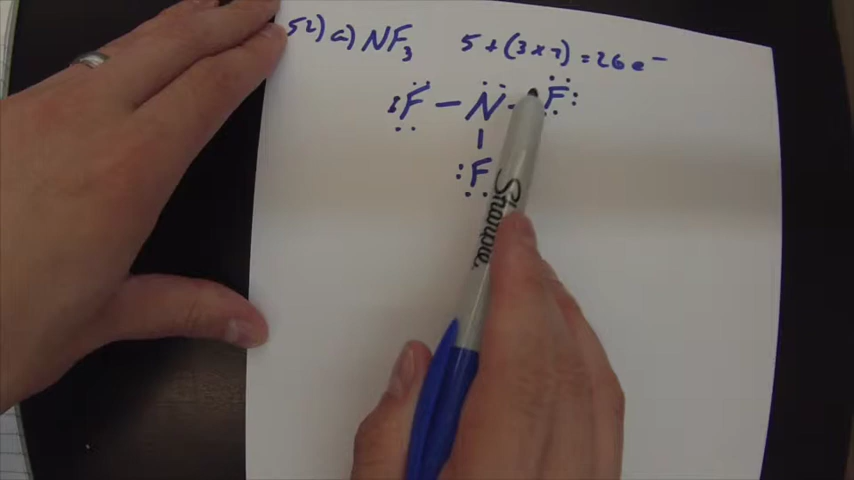 52) a) NF3 5 + (3 x 7) = 26 e−
:F – N – F:
:F
Sharpie